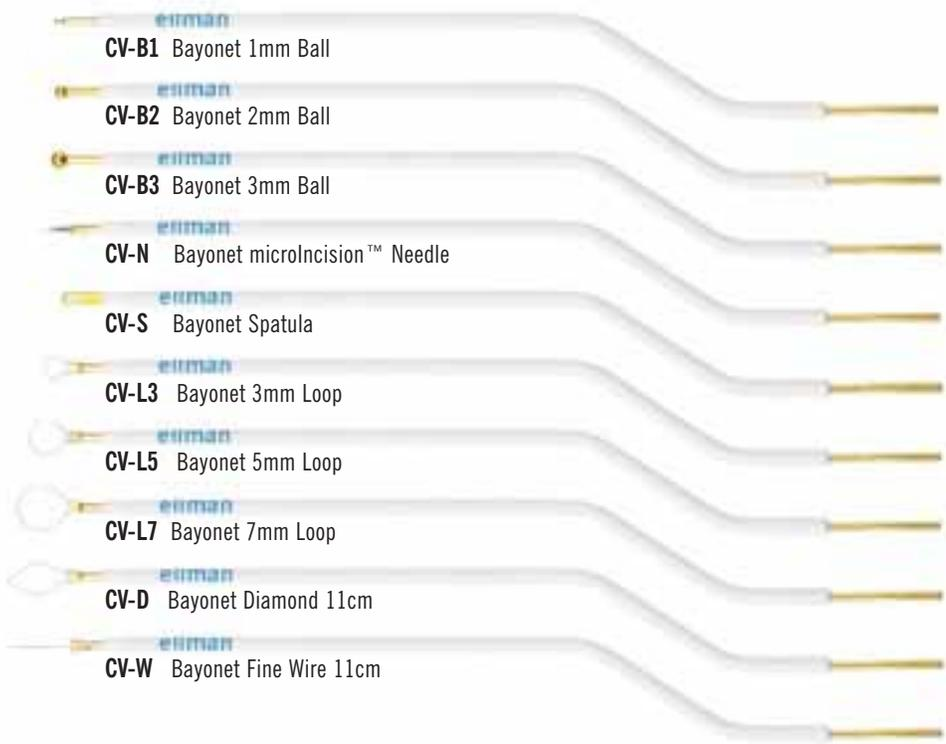 ellman
CV-B1 Bayonet 1mm Ball
ellman
CV-B2 Bayonet 2mm Ball
ellman
CV-B3 Bayonet 3mm Ball
ellman
CV-N Bayonet microIncision™ Needle
ellman
CV-S Bayonet Spatula
ellman
CV-L3 Bayonet 3mm Loop
ellman
CV-L5 Bayonet 5mm Loop
ellman
CV-L7 Bayonet 7mm Loop
ellman
CV-D Bayonet Diamond 11cm
ellman
CV-W Bayonet Fine Wire 11cm